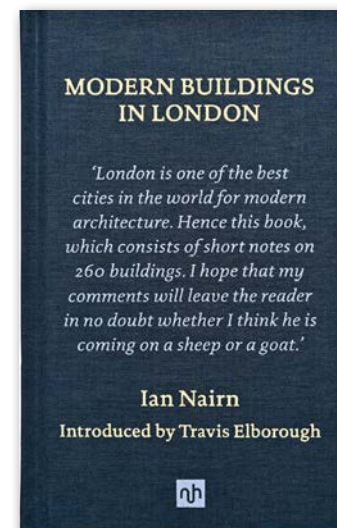 MODERN BUILDINGS
IN LONDON
‘London is one of the best
cities in the world for modern
architecture. Hence this book,
which consists of short notes on
260 buildings. I hope that my
comments will leave the reader
in no doubt whether I think he is
coming on a sheep or a goat.’
Ian Nairn
Introduced by Travis Elborough
nh